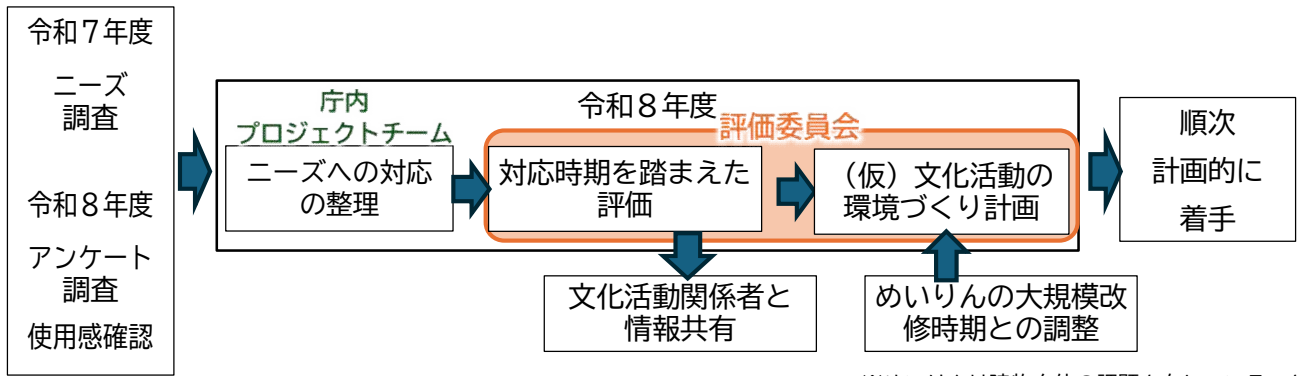 令和７年度
ニーズ
調査
令和８年度
アンケート
調査
使用感確認
令和８年度
庁内
プロジェクトチーム
ニーズへの対応
の整理
評価委員会
対応時期を踏まえた
評価
（仮）文化活動の
環境づくり計画
文化活動関係者と
情報共有
めいりんの大規模改
修時期との調整
順次
計画的に
着手